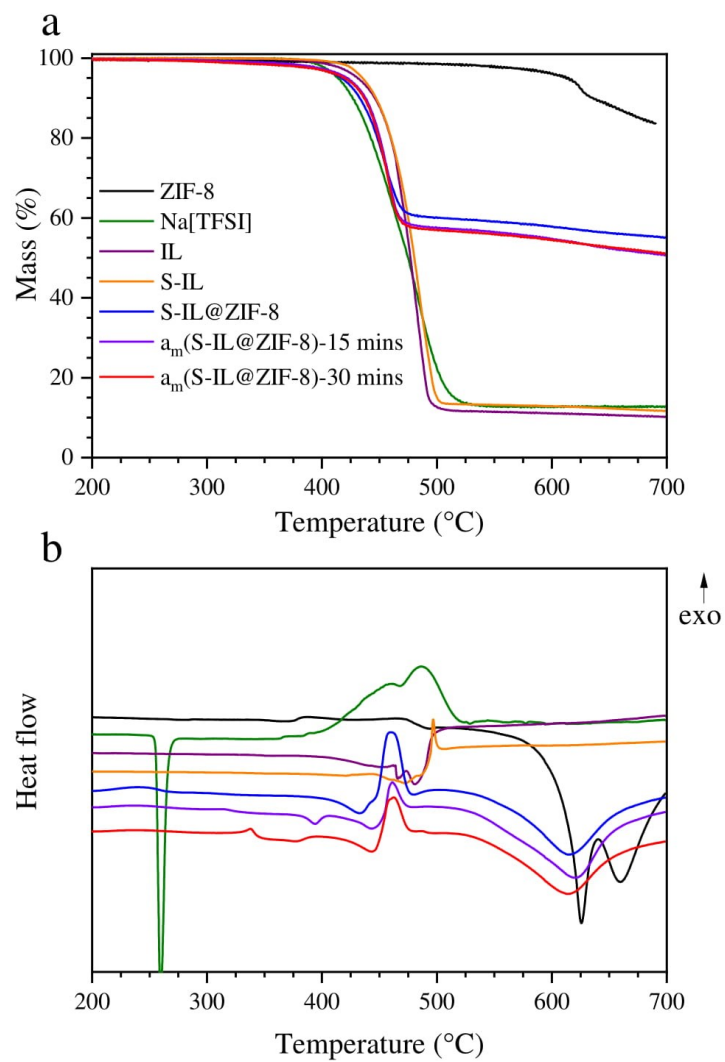 a
100
80
60
40
20
0
Mass (%)
ZIF-8
Na[TFSI]
IL
S-IL
S-IL@ZIF-8
am(S-IL@ZIF-8)-15 mins
am(S-IL@ZIF-8)-30 mins
200 300 400 500 600 700
Temperature (°C)
b
exo
Heat flow
200 300 400 500 600 700
Temperature (°C)